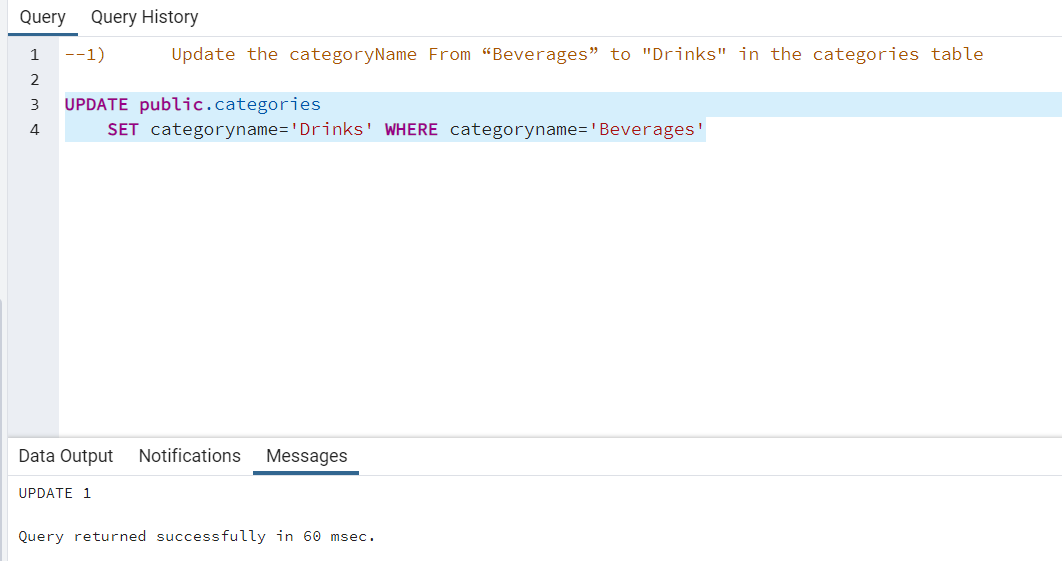 Query Query History
1 --1) Update the categoryName From “Beverages” to "Drinks" in the categories table
2
3 UPDATE public.categories
4 SET categoryname='Drinks' WHERE categoryname='Beverages'
Data Output Notifications Messages
UPDATE 1
Query returned successfully in 60 msec.